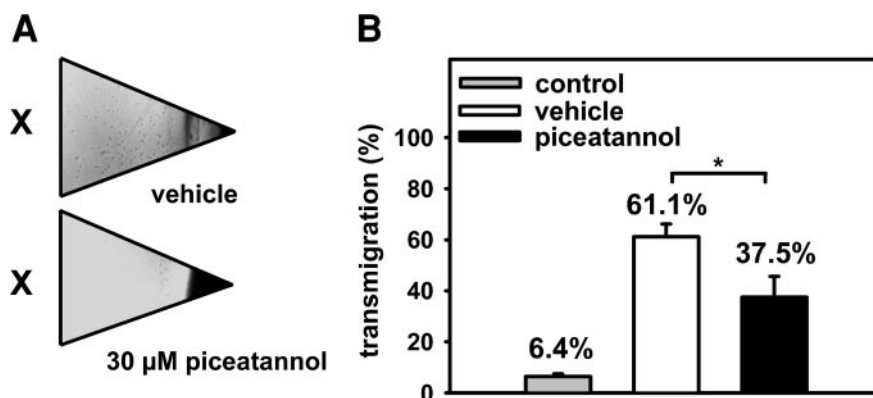 A
X
vehicle
X
30 µM piceatannol
B
control
vehicle
piceatannol
transmigration (%)
100
80
60
40
20
0
*
61.1%
37.5%
6.4%